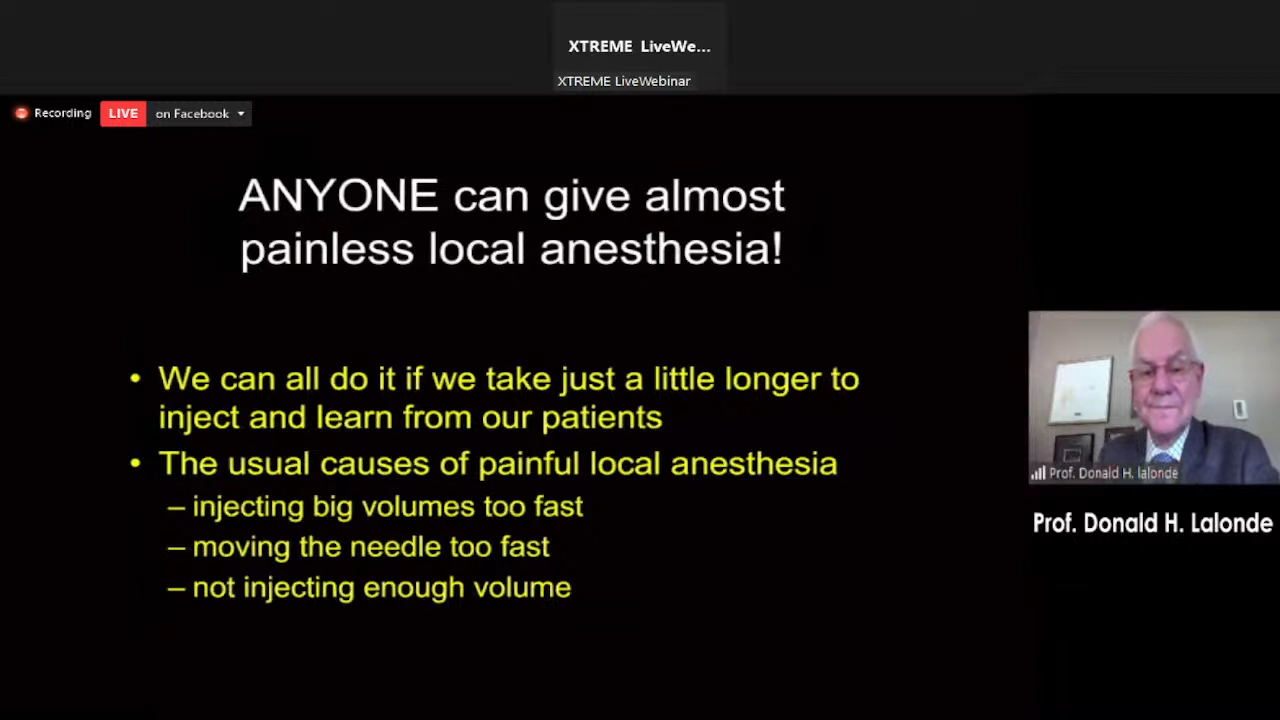 XTREME LiveWe...
XTREME LiveWebinar
Recording
LIVE
on Facebook
ANYONE can give almost
painless local anesthesia!
• We can all do it if we take just a little longer to
inject and learn from our patients
• The usual causes of painful local anesthesia
– injecting big volumes too fast
– moving the needle too fast
– not injecting enough volume
Prof. Donald H. lalonde
Prof. Donald H. Lalonde